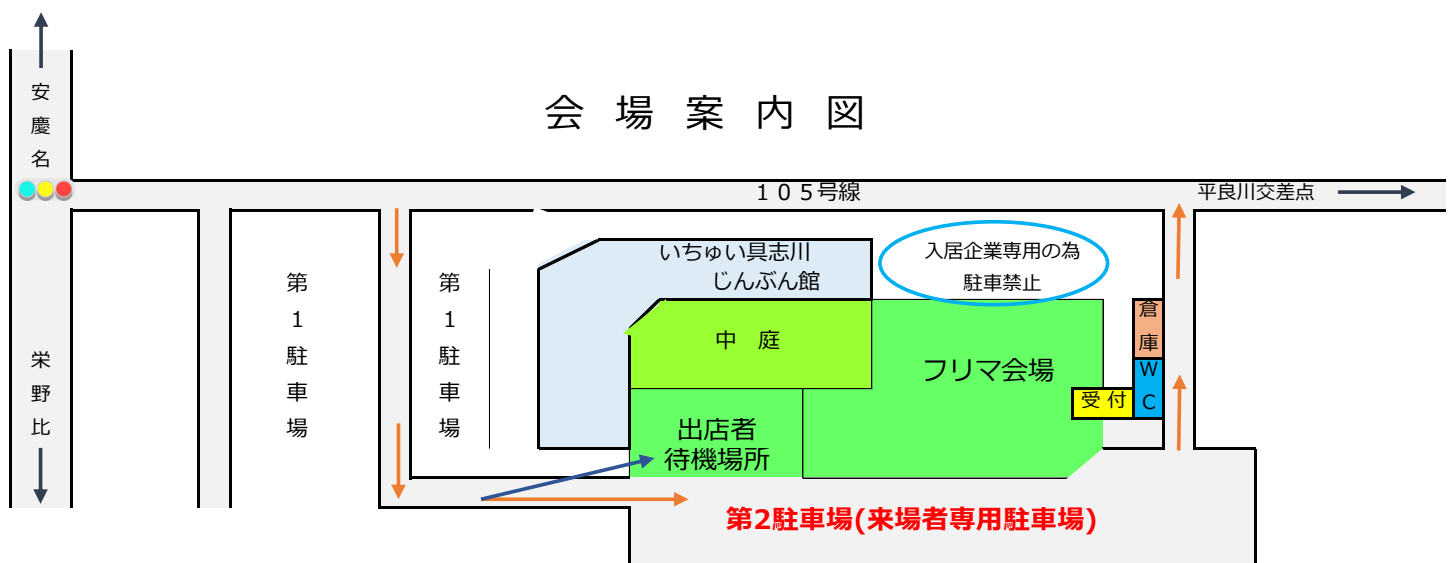 会場案内図
安慶名
105号線
平良川交差点
いちゅい具志川
じんぶん館
入居企業専用の為
駐車禁止
第1駐車場
第1駐車場
倉庫
中庭
フリマ会場
WC
受付
栄野比
出店者
待機場所
第2駐車場(来場者専用駐車場)